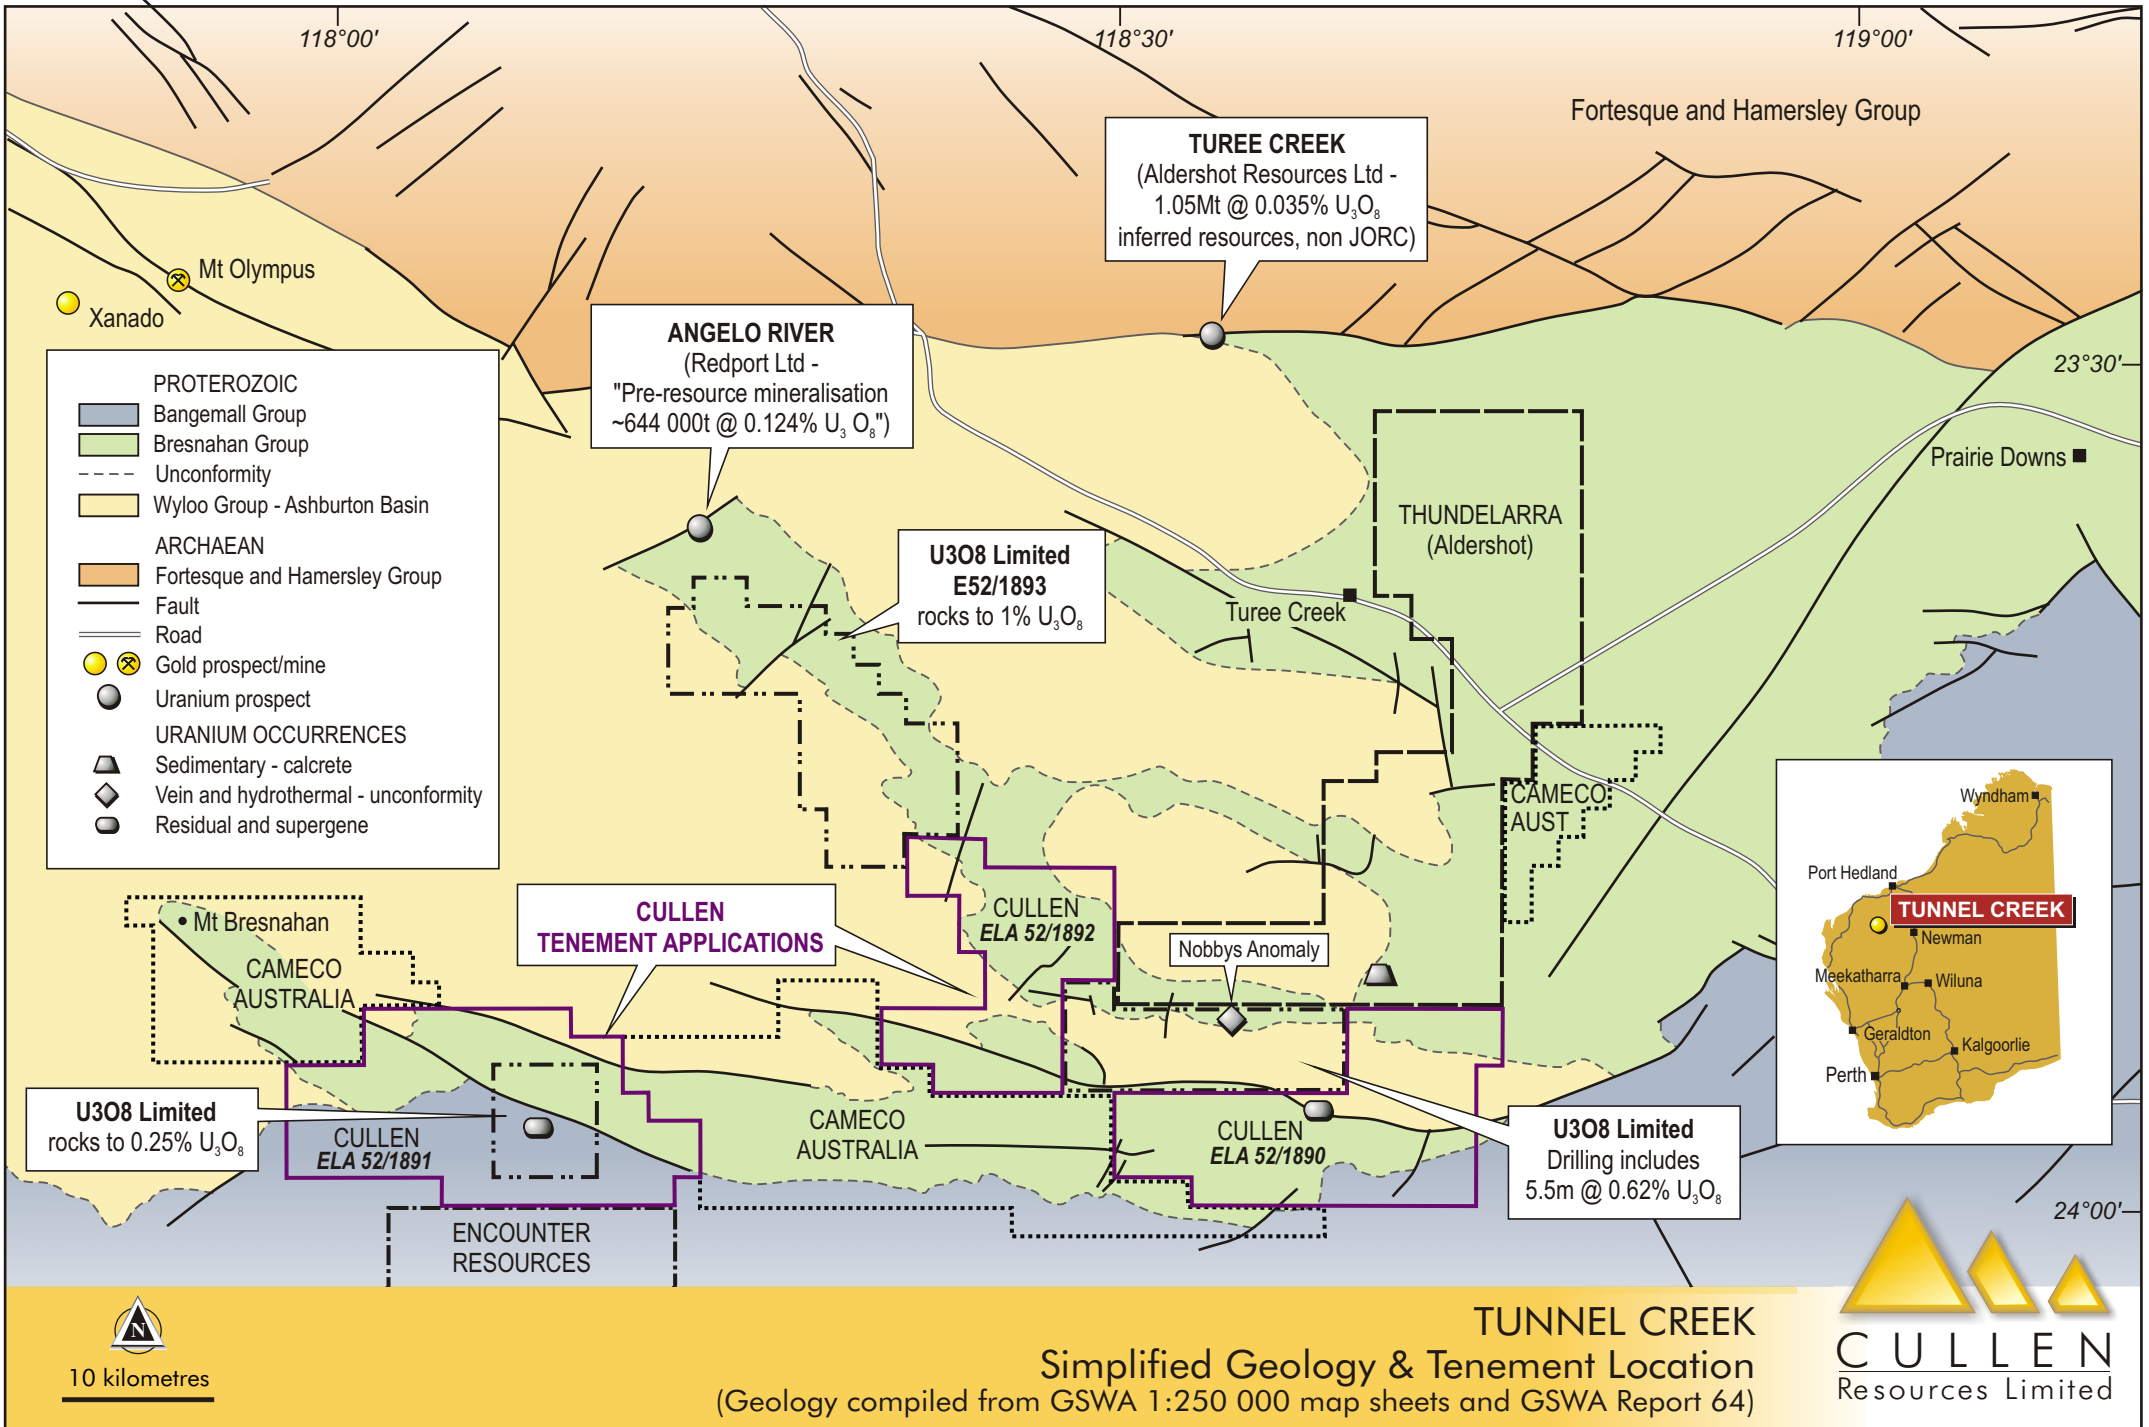 118°00'
118°30'
119°00'
Fortesque and Hamersley Group
TUREE CREEK
(Aldershot Resources Ltd -
1.05Mt @ 0.035% U₃O₈
inferred resources, non JORC)
Mt Olympus
Xanado
ANGELO RIVER
(Redport Ltd -
"Pre-resource mineralisation
~644 000t @ 0.124% U₃ O₈")
23°30'
PROTEROZOIC
Bangemall Group
Bresnahan Group
Unconformity
Wyloo Group - Ashburton Basin
ARCHAEAN
Fortesque and Hamersley Group
Fault
Road
Gold prospect/mine
Uranium prospect
URANIUM OCCURRENCES
Sedimentary - calcrete
Vein and hydrothermal - unconformity
Residual and supergene
Prairie Downs
THUNDELARRA
(Aldershot)
U3O8 Limited
E52/1893
rocks to 1% U₃O₈
Turee Creek
CAMECO
AUST
Wyndham
Port Hedland
TUNNEL CREEK
Newman
Meekatharra
Wiluna
Geraldton
Kalgoorlie
Perth
CULLEN
TENEMENT APPLICATIONS
CULLEN
ELA 52/1892
Nobbys Anomaly
Mt Bresnahan
CAMECO
AUSTRALIA
U3O8 Limited
rocks to 0.25% U₃O₈
CULLEN
ELA 52/1891
CAMECO
AUSTRALIA
CULLEN
ELA 52/1890
U3O8 Limited
Drilling includes
5.5m @ 0.62% U₃O₈
24°00'
ENCOUNTER
RESOURCES
N
10 kilometres
TUNNEL CREEK
Simplified Geology & Tenement Location
(Geology compiled from GSWA 1:250 000 map sheets and GSWA Report 64)
CULLEN
Resources Limited